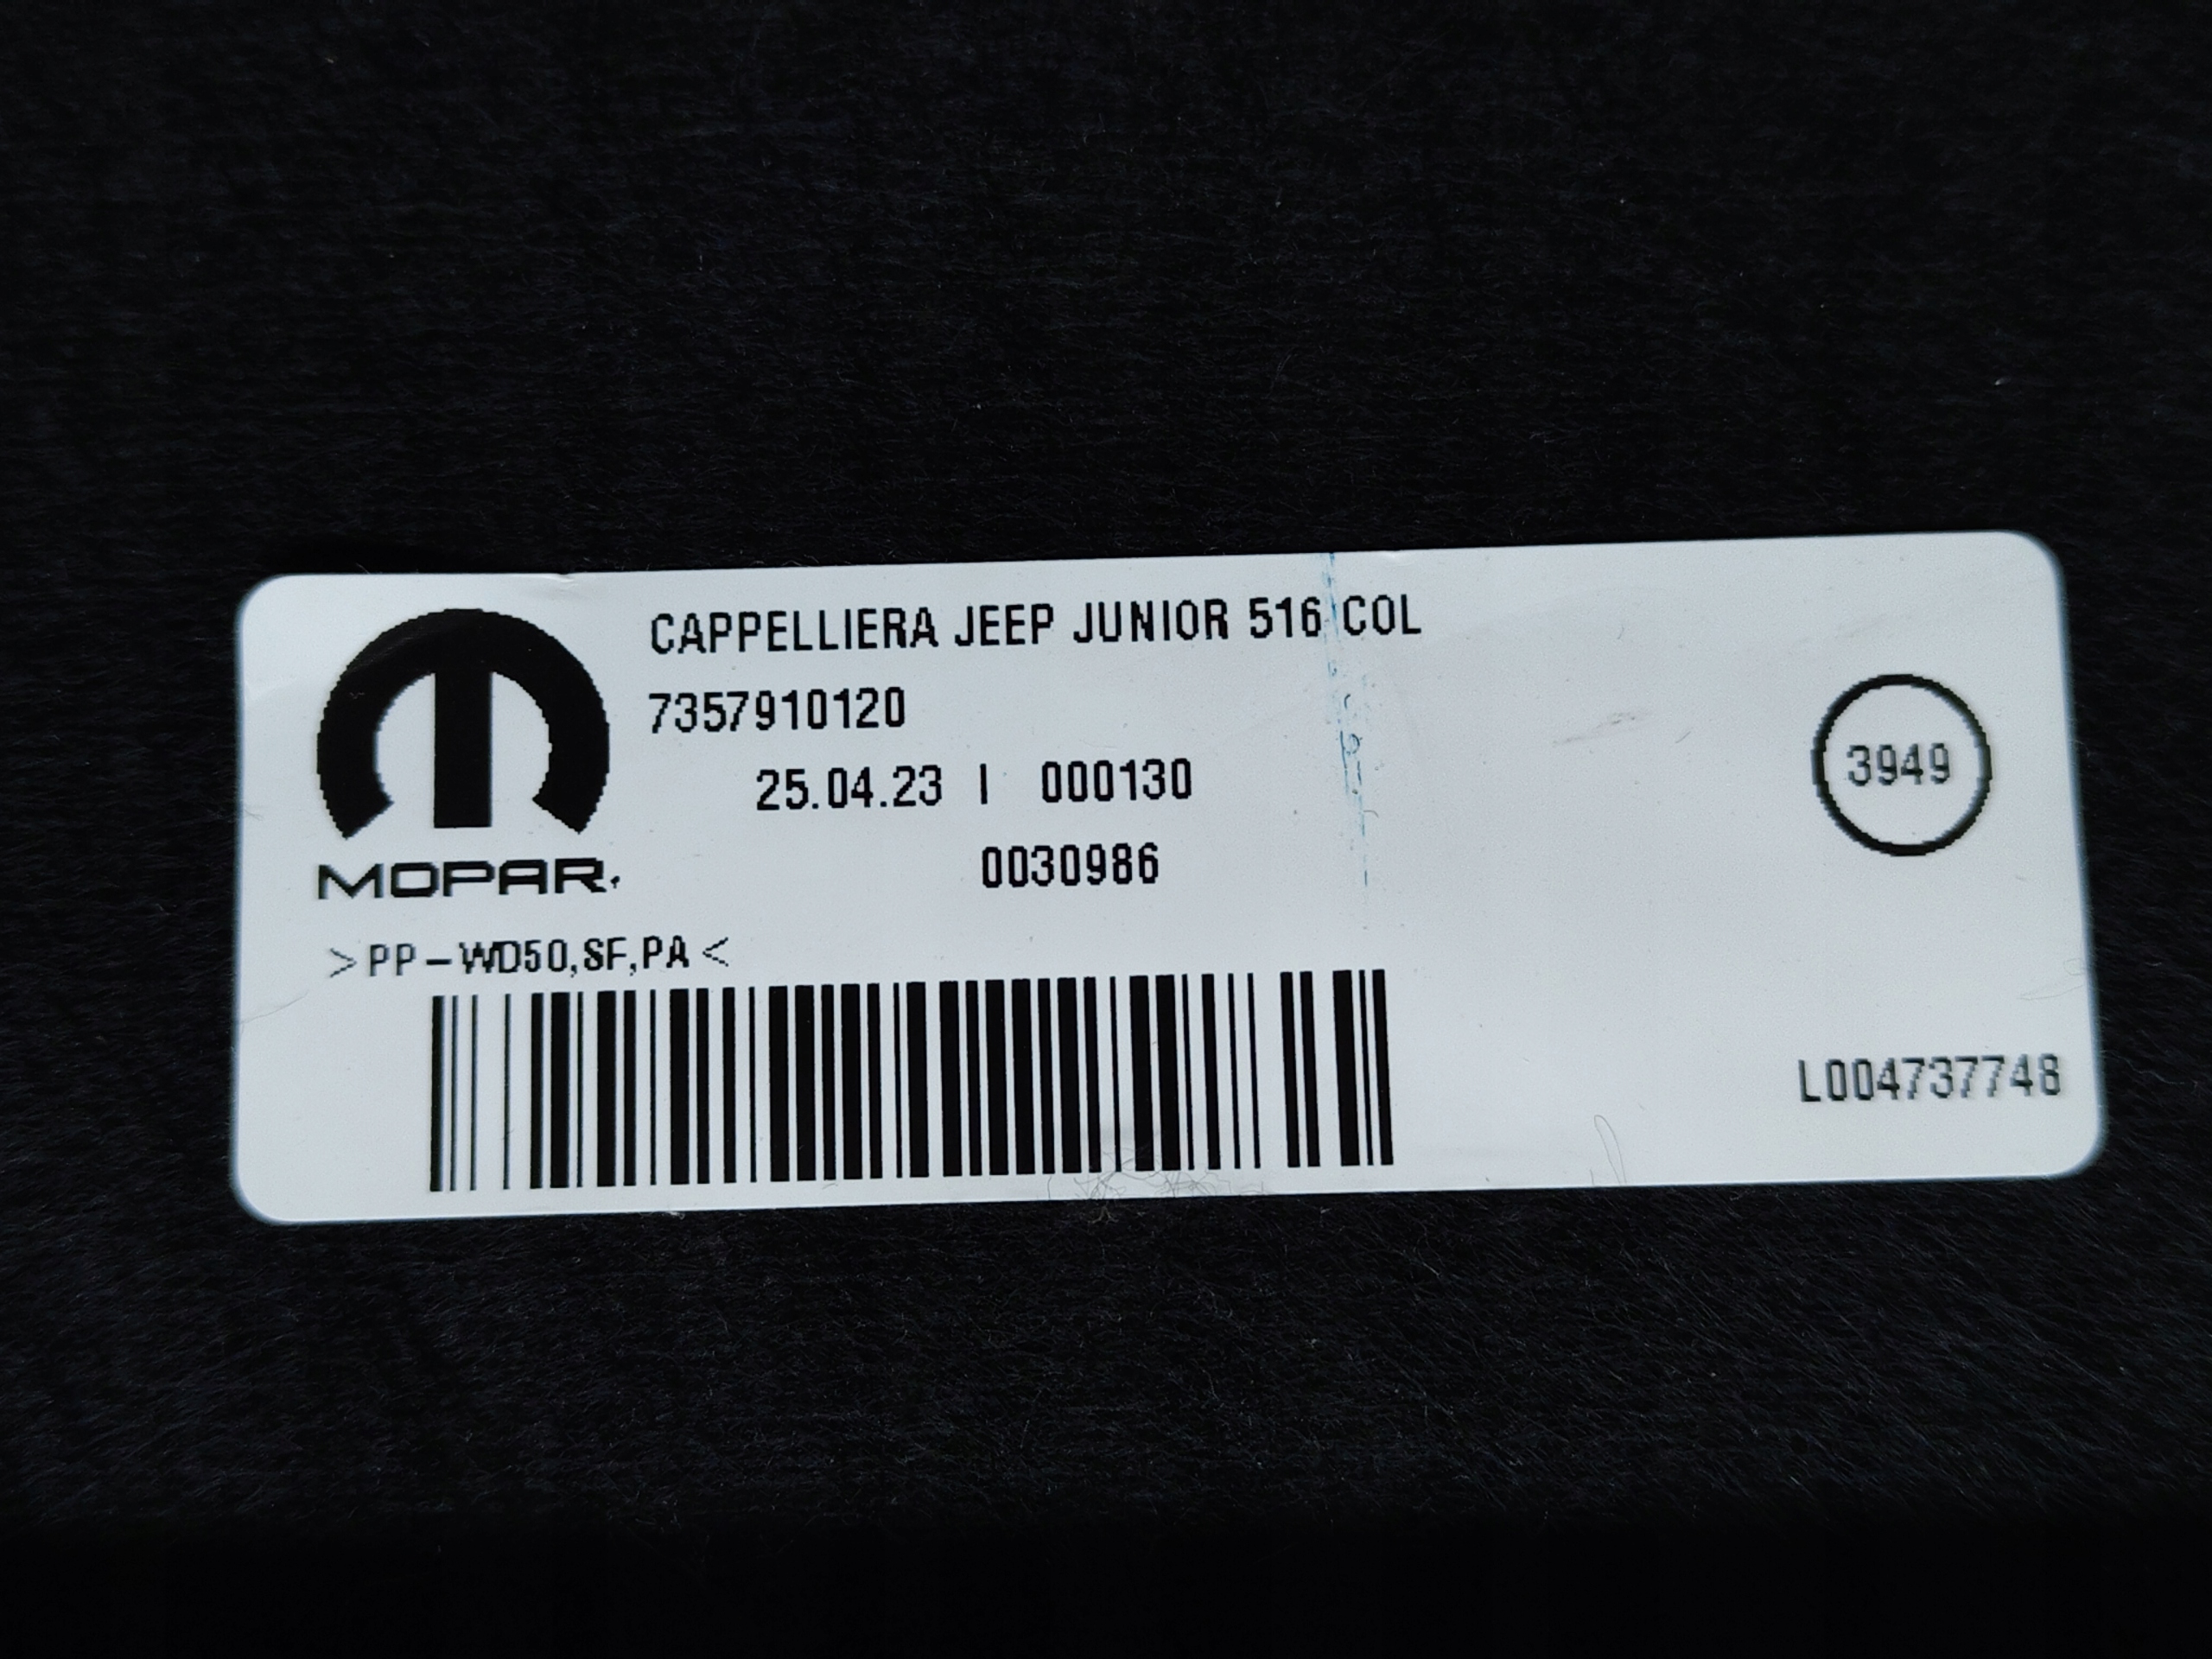 CAPPELLIERA JEEP JUNIOR 516 COL
7357910120
25.04.23 I 000130
0030986
3949
MOPAR
>PP-WD50,SF,PA<
L004737748